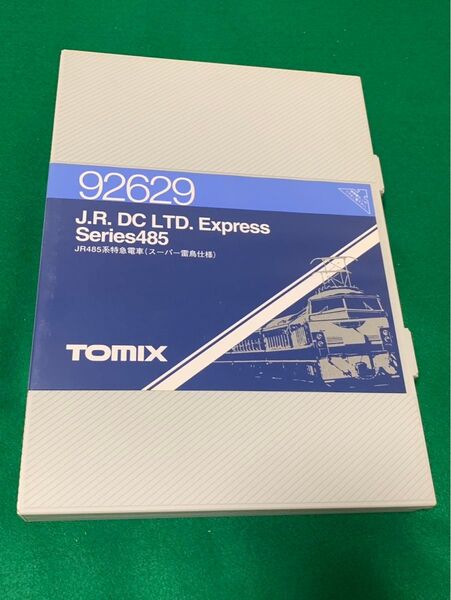 92629
J.R. DC LTD. Express
Series485
JR485系特急電車(スーパー雷鳥仕様)
TOMIX